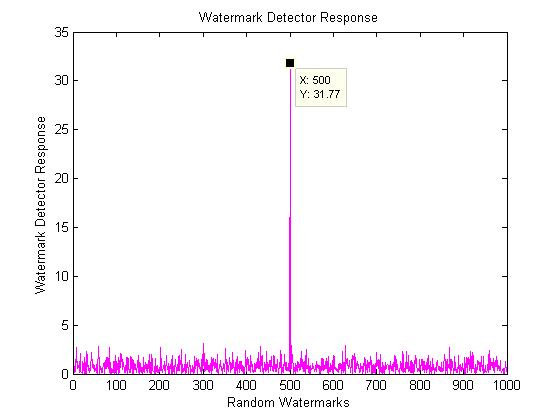 Watermark Detector Response
35
30
25
20
15
10
5
0
Watermark Detector Response
X: 500
Y: 31.77
0 100 200 300 400 500 600 700 800 900 1000
Random Watermarks